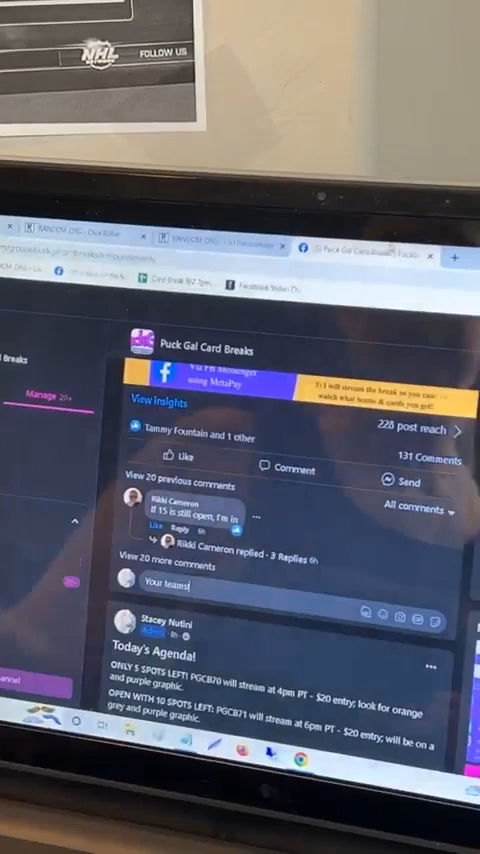 NHL
NETWORK
FOLLOW US
RANDOM.ORG - Dice Roller
RANDOM.ORG - List Randomizer
(5) Puck Gal Card Breaks | Faceb
Card Break 8/2 7pm
Breaks
Manage 20+
Puck Gal Card Breaks
Via FB Messenger
using MetaPay
I will stream the break so you can
watch what teams & cards you get!
View insights
228 post reach
Tammy Fountain and 1 other
131 Comments
Like
Comment
Send
View 20 previous comments
All comments
Rikki Cameron
If 15 is still open, I'm in
Like Reply 6h
Rikki Cameron replied · 3 Replies 6h
View 20 more comments
Your teams!
Stacey Nutini
Admin · 8h
Today's Agenda!
ONLY 5 SPOTS LEFT! PGCB70 will stream at 4pm PT - $20 entry; look for orange
and purple graphic.
OPEN WITH 10 SPOTS LEFT: PGCB71 will stream at 6pm PT - $20 entry; will be on a
grey and purple graphic.